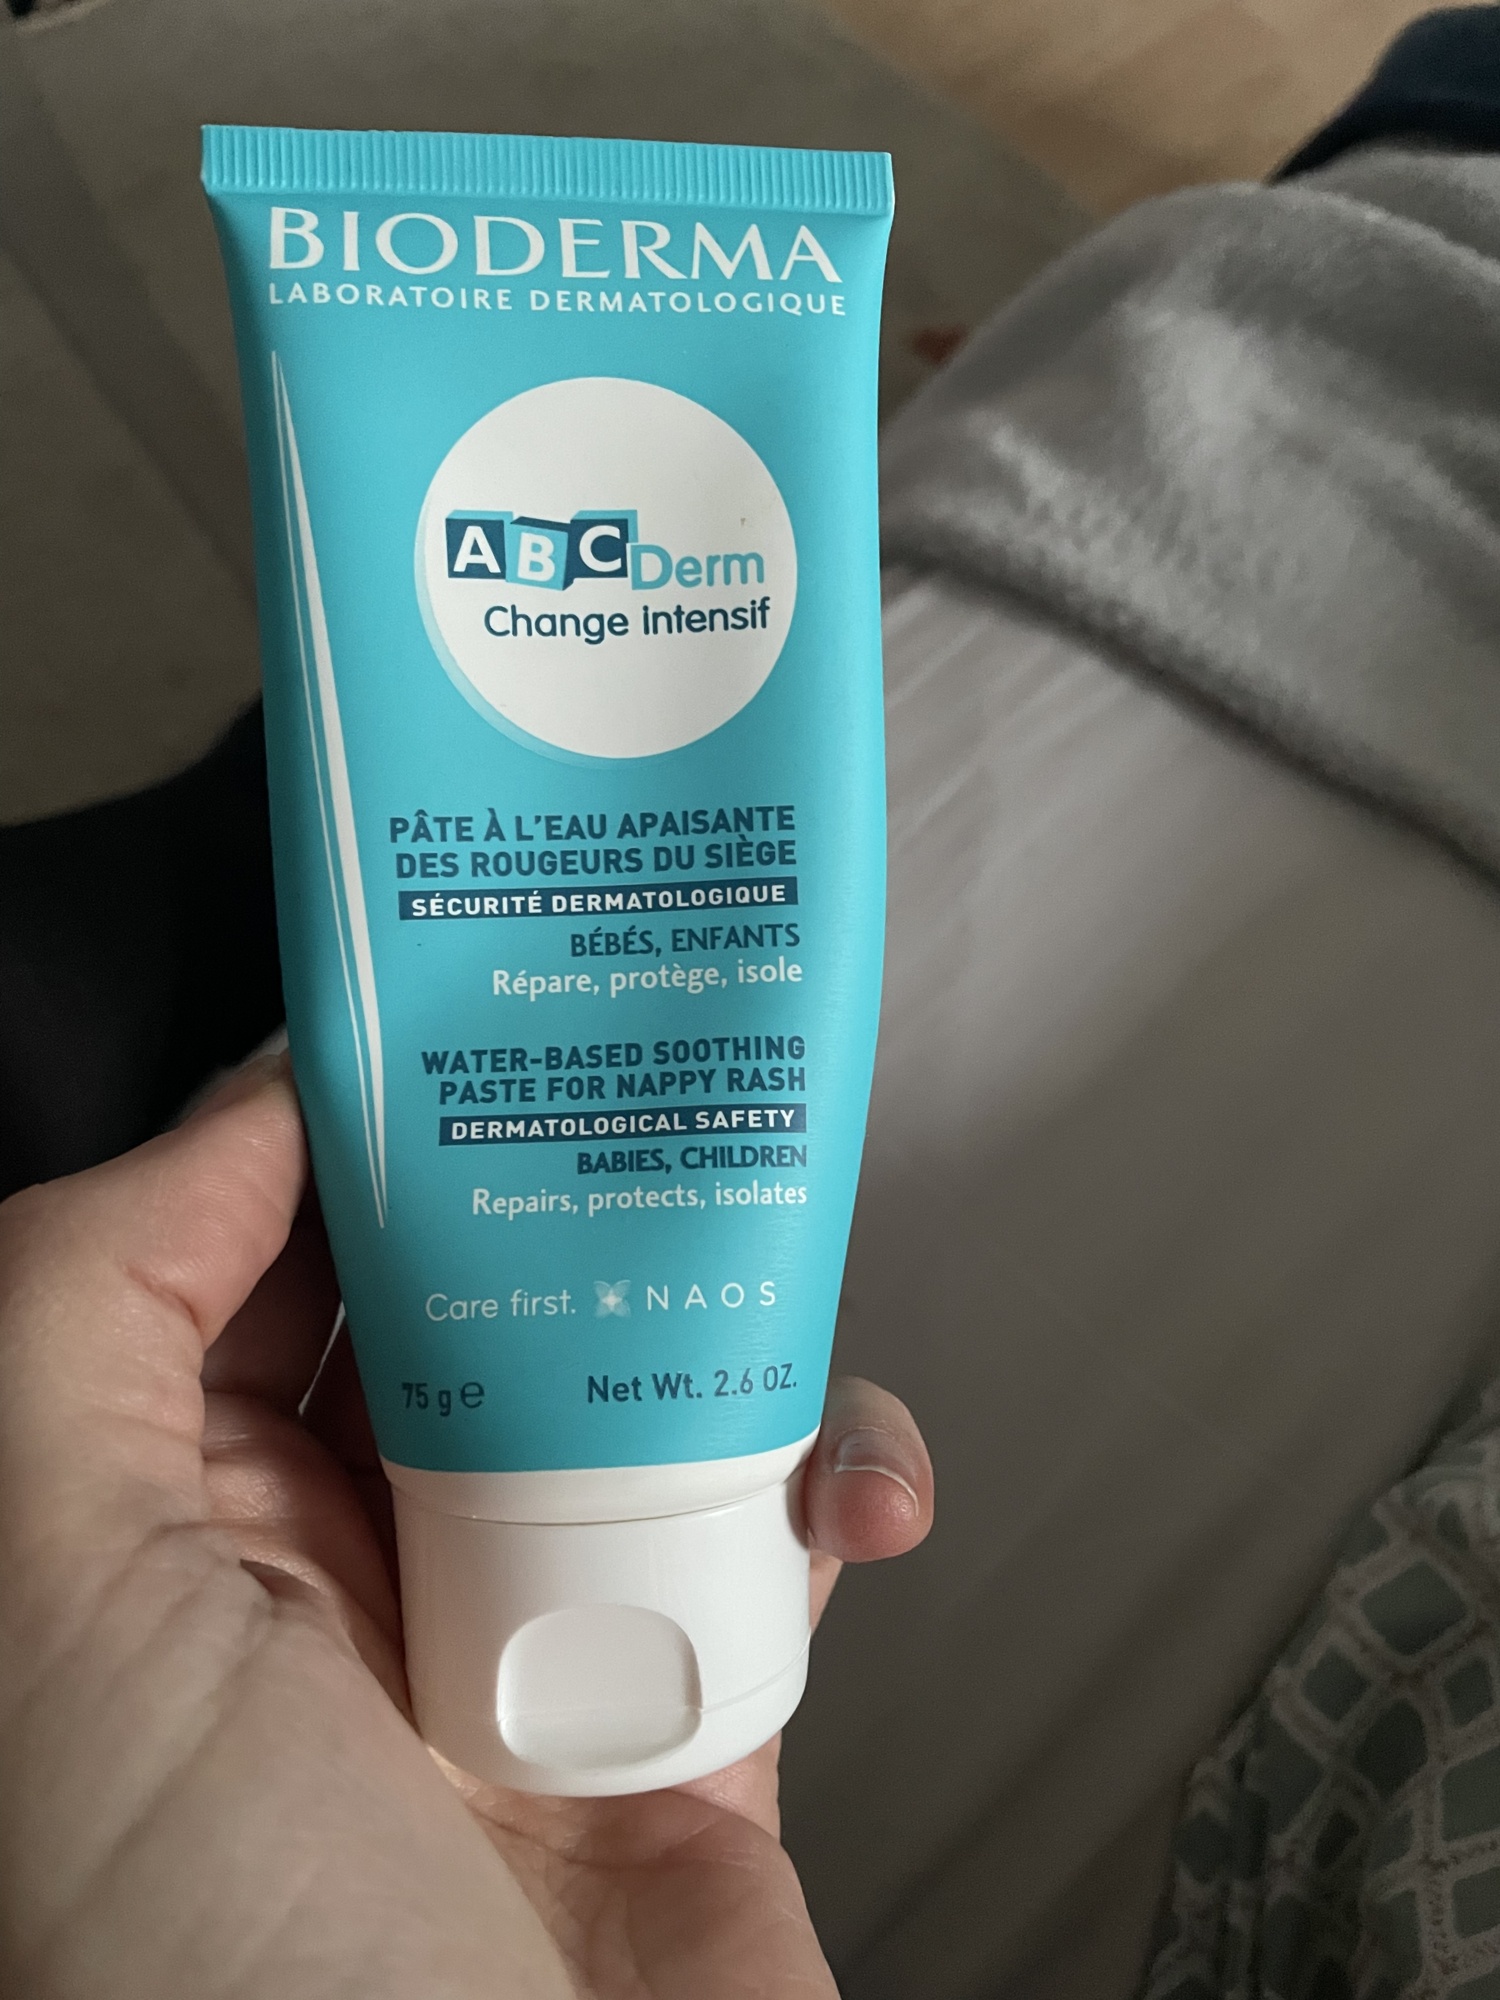 BIODERMA
LABORATOIRE DERMATOLOGIQUE
ABCDerm
Change intensif
PÂTE À L'EAU APAISANTE
DES ROUGEURS DU SIÈGE
SÉCURITÉ DERMATOLOGIQUE
BÉBÉS, ENFANTS
Répare, protège, isole
WATER-BASED SOOTHING
PASTE FOR NAPPY RASH
DERMATOLOGICAL SAFETY
BABIES, CHILDREN
Repairs, protects, isolates
Care first. NAOS
75 g e Net Wt. 2.6 OZ.